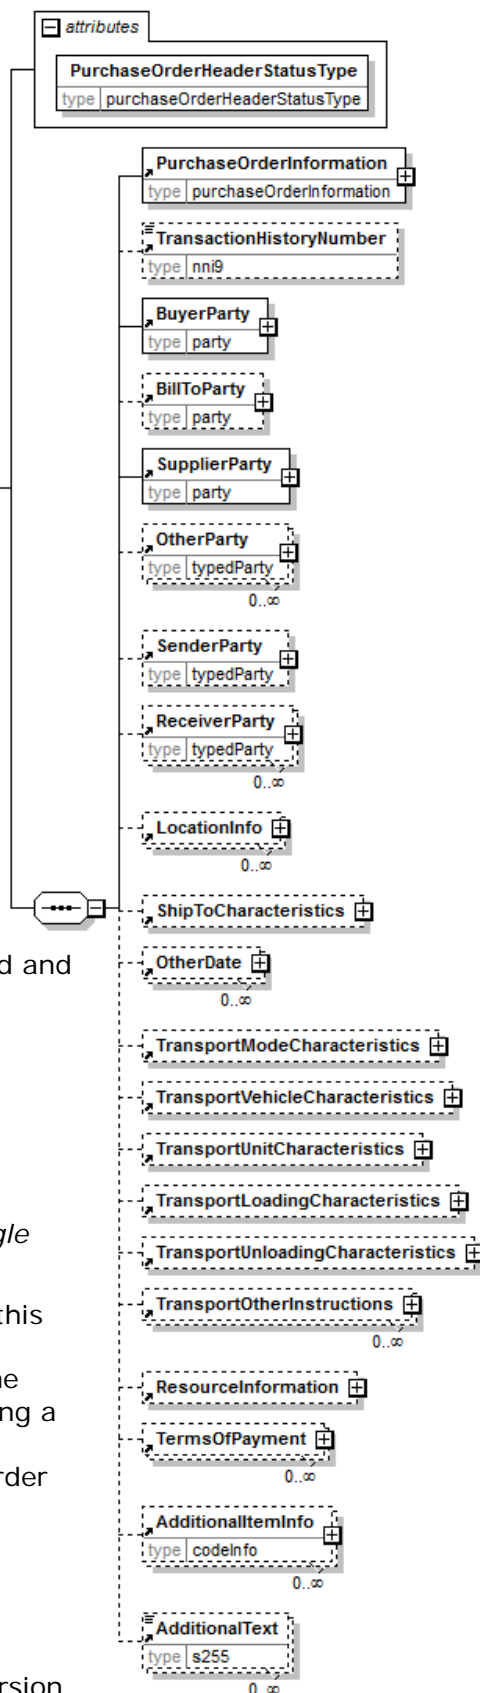 attributes
PurchaseOrderHeaderStatusType
type purchaseOrderHeaderStatusType
PurchaseOrderInformation
type purchaseOrderInformation
TransactionHistoryNumber
type nni9
BuyerParty
type party
BillToParty
type party
SupplierParty
type party
OtherParty
type typedParty
0..∞
SenderParty
type typedParty
ReceiverParty
type typedParty
0..∞
LocationInfo
0..∞
ShipToCharacteristics
d and
OtherDate
0..∞
TransportModeCharacteristics
TransportVehicleCharacteristics
TransportUnitCharacteristics
TransportLoadingCharacteristics
gle
TransportUnloadingCharacteristics
this
TransportOtherInstructions
0..∞
ne
ResourceInformation
ng a
TermsOfPayment
0..∞
rder
AdditionalItemInfo
type codeInfo
0..∞
AdditionalText
type s255
rsion
0..∞